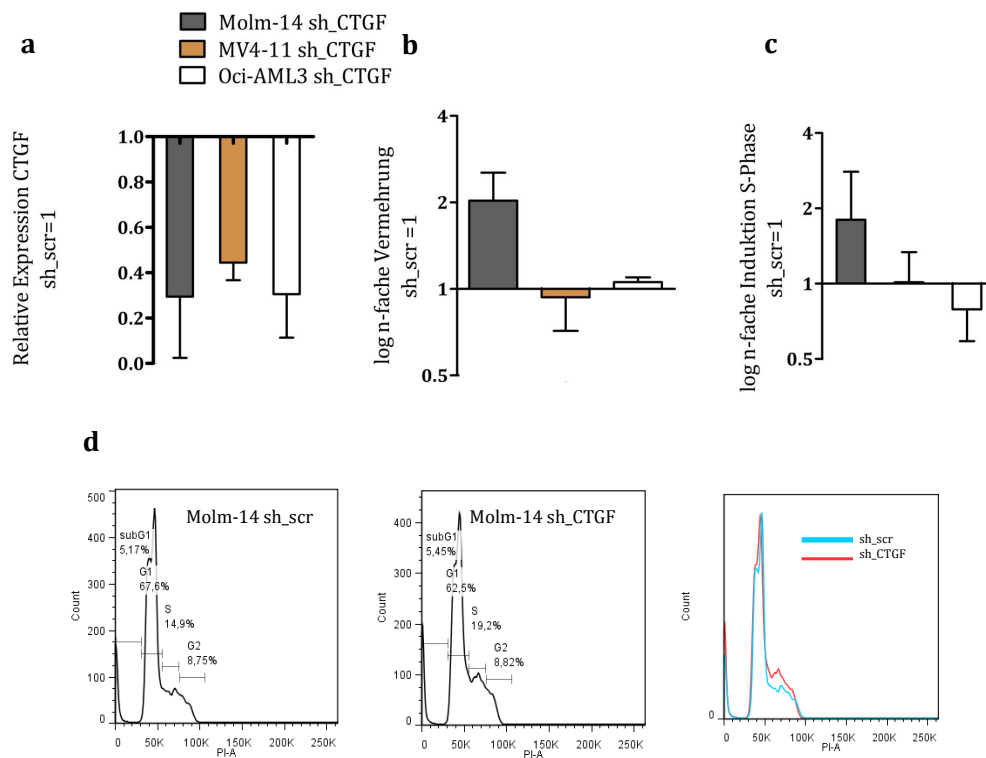 a
Molm-14 sh_CTGF
MV4-11 sh_CTGF
Oci-AML3 sh_CTGF
b
c
Relative Expression CTGF
sh_scr=1
1.0
0.8
0.6
0.4
0.2
0.0
log n-fache Vermehrung
sh_scr =1
4
2
1
0.5
log n-fache Induktion S-Phase
sh_scr=1
4
2
1
0.5
d
Molm-14 sh_scr
Count
500
400
300
200
100
0
subG1
5,17%
G1
67,6%
S
14,9%
G2
8,75%
0 50K 100K 150K 200K 250K
PI-A
Molm-14 sh_CTGF
Count
400
300
200
100
0
subG1
5,45%
G1
62,5%
S
19,2%
G2
8,82%
0 50K 100K 150K 200K 250K
PI-A
sh_scr
sh_CTGF
Count
0
0 50K 100K 150K 200K 250K
PI-A